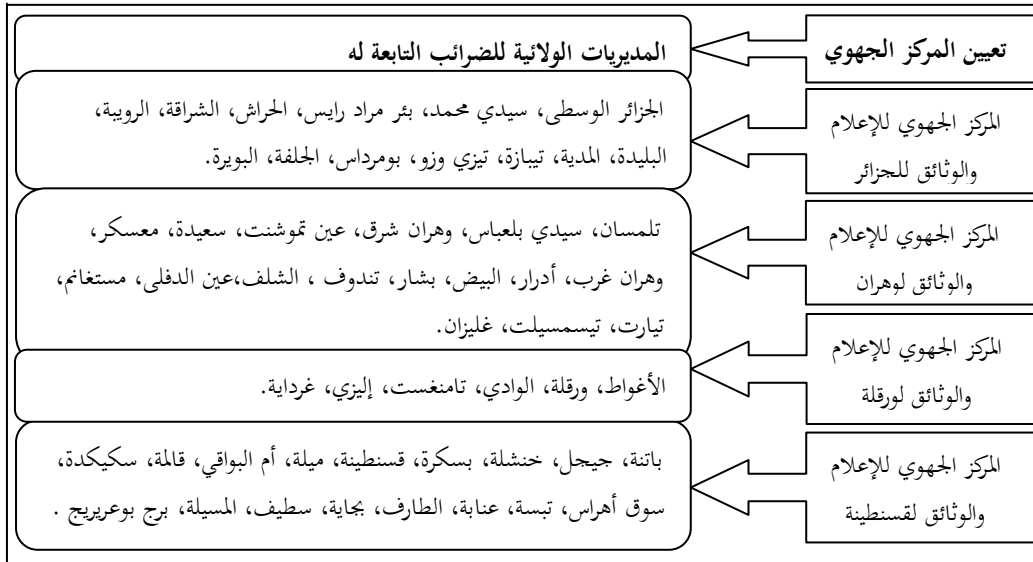 تعيين المركز الجهوي
المديريات الولائية للضرائب التابعة له
المركز الجهوي للإعلام
والوثائق للجزائر
الجزائر الوسطى، سيدي محمد، بئر مراد رايس، الحراش، الشراقة، الرويبة،
البليدة، المدية، تيبازة، تيزي وزو، بومرداس، الجلفة، البويرة.
المركز الجهوي للإعلام
والوثائق لوهران
تلمسان، سيدي بلعباس، وهران شرق، عين تموشنت، سعيدة، معسكر،
وهران غرب، أدرار، البيض، بشار، تندوف ، الشلف،عين الدفلى، مستغانم،
تيارت، تيسمسيلت، غليزان.
المركز الجهوي للإعلام
والوثائق لورقلة
الأغواط، ورقلة، الوادي، تامنغست، إليزي، غرداية.
المركز الجهوي للإعلام
والوثائق لقسنطينة
باتنة، جيجل، خنشلة، بسكرة، قسنطينة، ميلة، أم البواقي، قالمة، سكيكدة،
سوق أهراس، تبسة، عنابة، الطارف، بجاية، سطيف، المسيلة، برج بوعريريج .